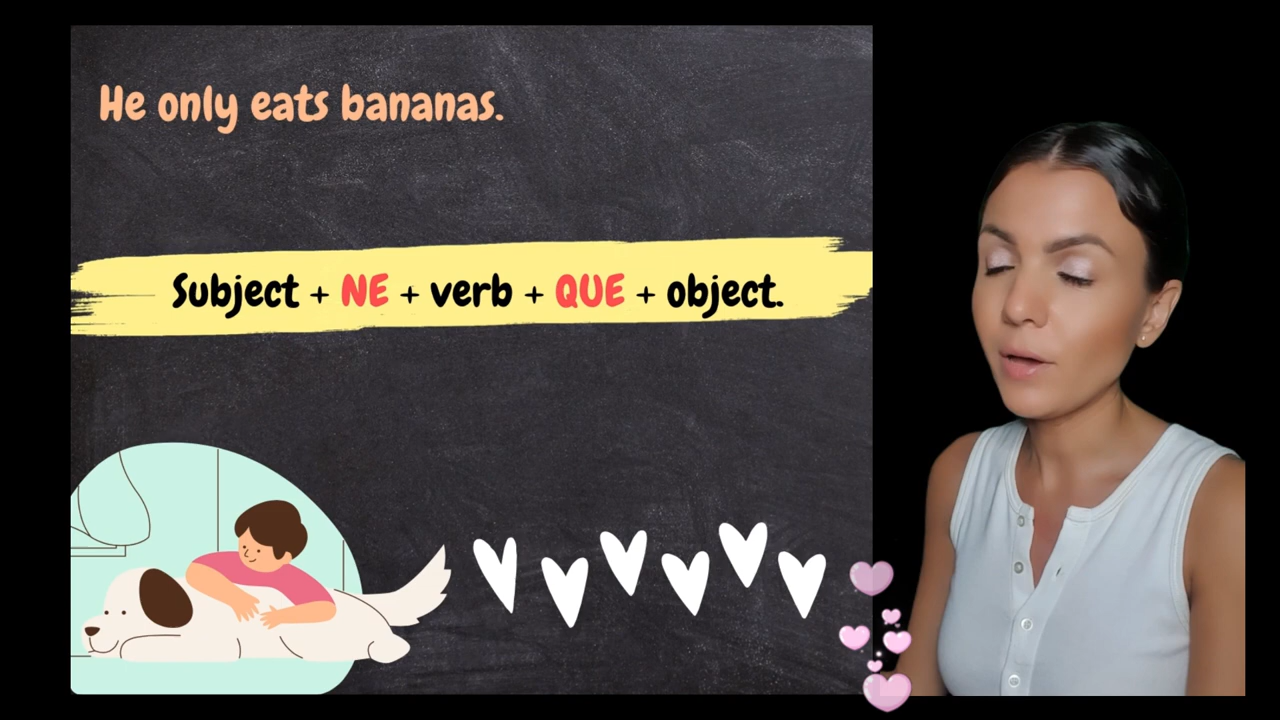 He only eats bananas.
Subject + NE + verb + QUE + object.